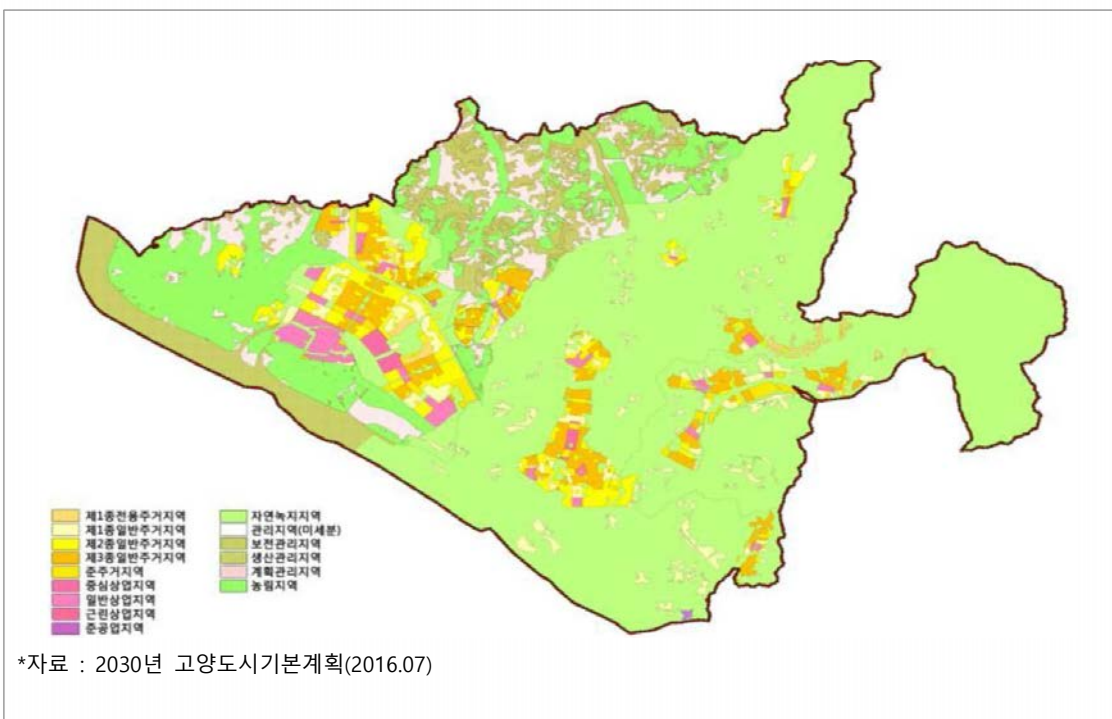 제1종전용주거지역
제1종일반주거지역
제2종일반주거지역
제3종일반주거지역
준주거지역
중심상업지역
일반상업지역
근린상업지역
준공업지역
자연녹지지역
관리지역(미세분)
보전관리지역
생산관리지역
계획관리지역
농림지역
*자료 : 2030년 고양도시기본계획(2016.07)